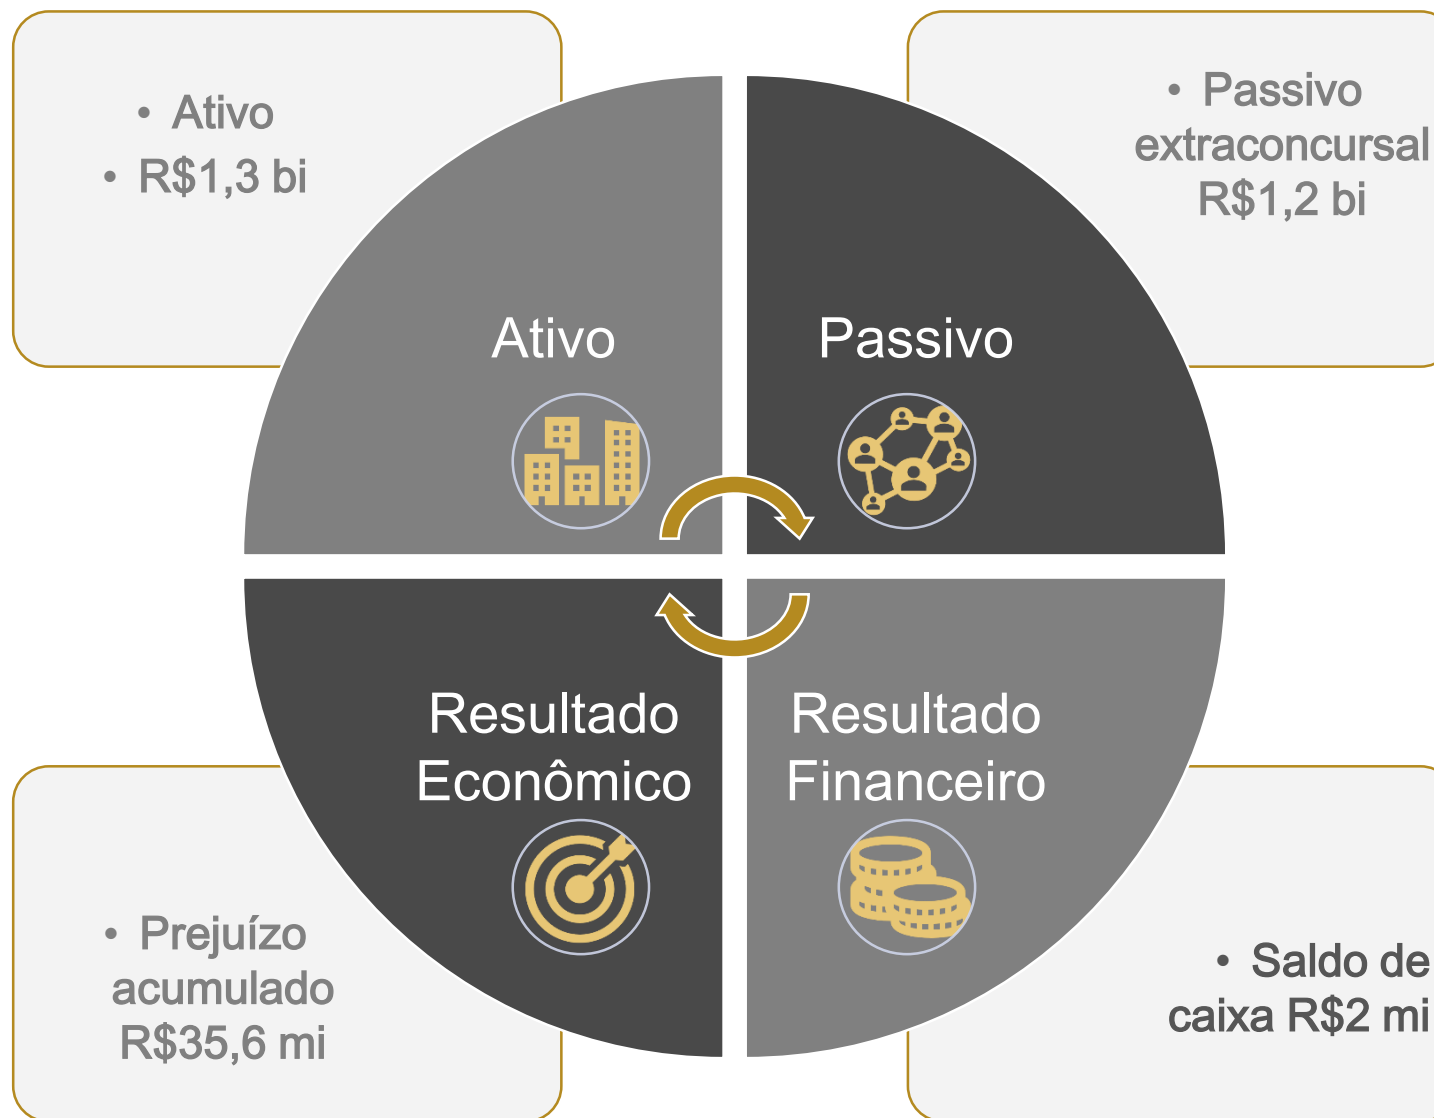 • Ativo
• R$1,3 bi
• Passivo
extraconcursal
R$1,2 bi
Ativo
Passivo
Resultado
Econômico
Resultado
Financeiro
• Prejuízo
acumulado
R$35,6 mi
• Saldo de
caixa R$2 mi